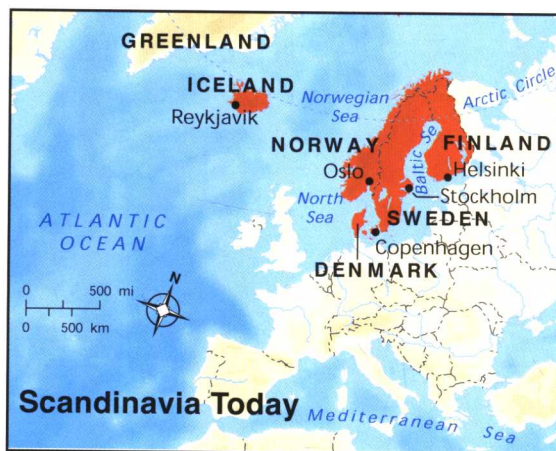 GREENLAND
ICELAND
Reykjavik
Norwegian
Sea
Arctic Circle
NORWAY
FINLAND
Oslo
Helsinki
Baltic Se
Stockholm
North
Sea
SWEDEN
ATLANTIC
OCEAN
Copenhagen
DENMARK
N
0 500 mi
0 500 km
Scandinavia Today
Mediterranean Sea